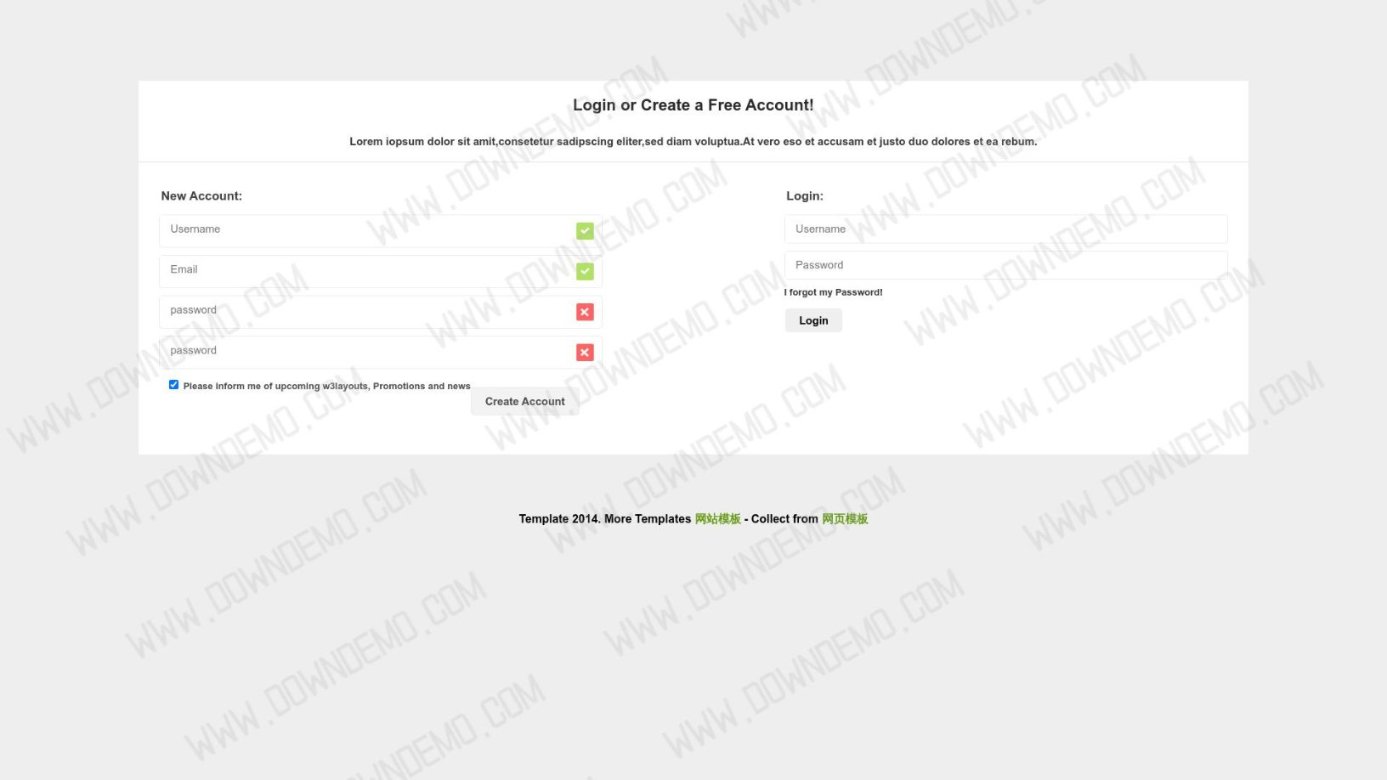 Login or Create a Free Account!
Lorem iopsum dolor sit amit,consetetur sadipscing eliter,sed diam voluptua.At vero eso et accusam et justo duo dolores et ea rebum.
New Account:
Username
Email
password
password
Please inform me of upcoming w3layouts, Promotions and news
Create Account
Login:
Username
Password
I forgot my Password!
Login
Template 2014. More Templates 网站模板 - Collect from 网页模板
WWW.DOWNDEMO.COM